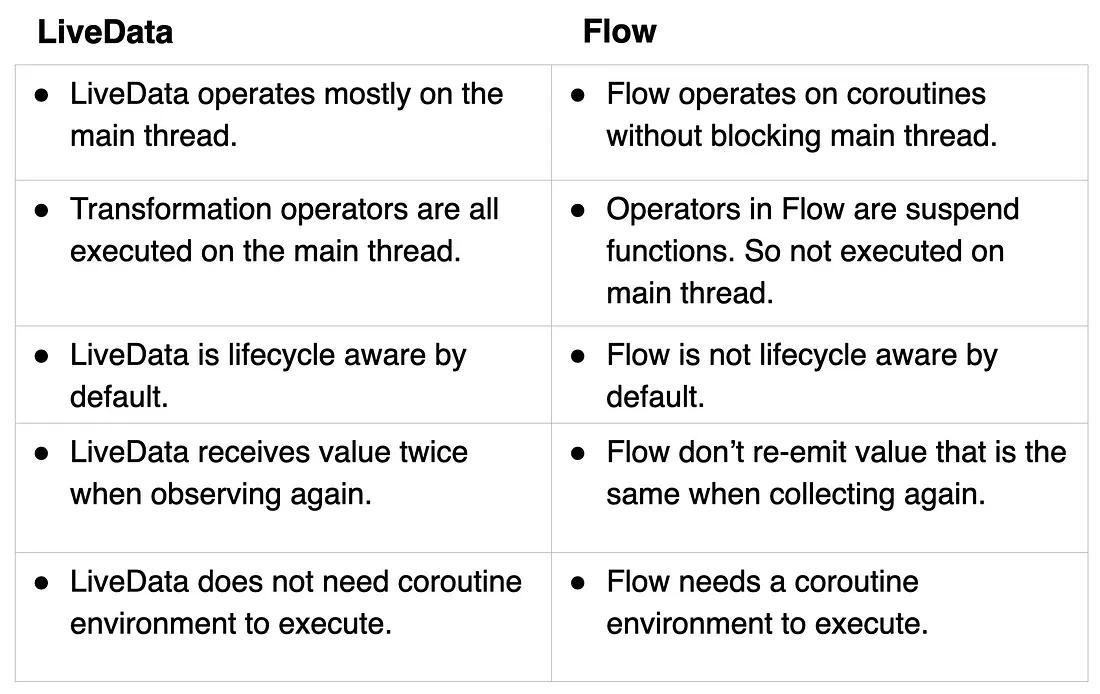 LiveData
Flow
● LiveData operates mostly on the
main thread.
● Flow operates on coroutines
without blocking main thread.
● Transformation operators are all
executed on the main thread.
● Operators in Flow are suspend
functions. So not executed on
main thread.
● LiveData is lifecycle aware by
default.
● Flow is not lifecycle aware by
default.
● LiveData receives value twice
when observing again.
● Flow don’t re-emit value that is the
same when collecting again.
● LiveData does not need coroutine
environment to execute.
● Flow needs a coroutine
environment to execute.